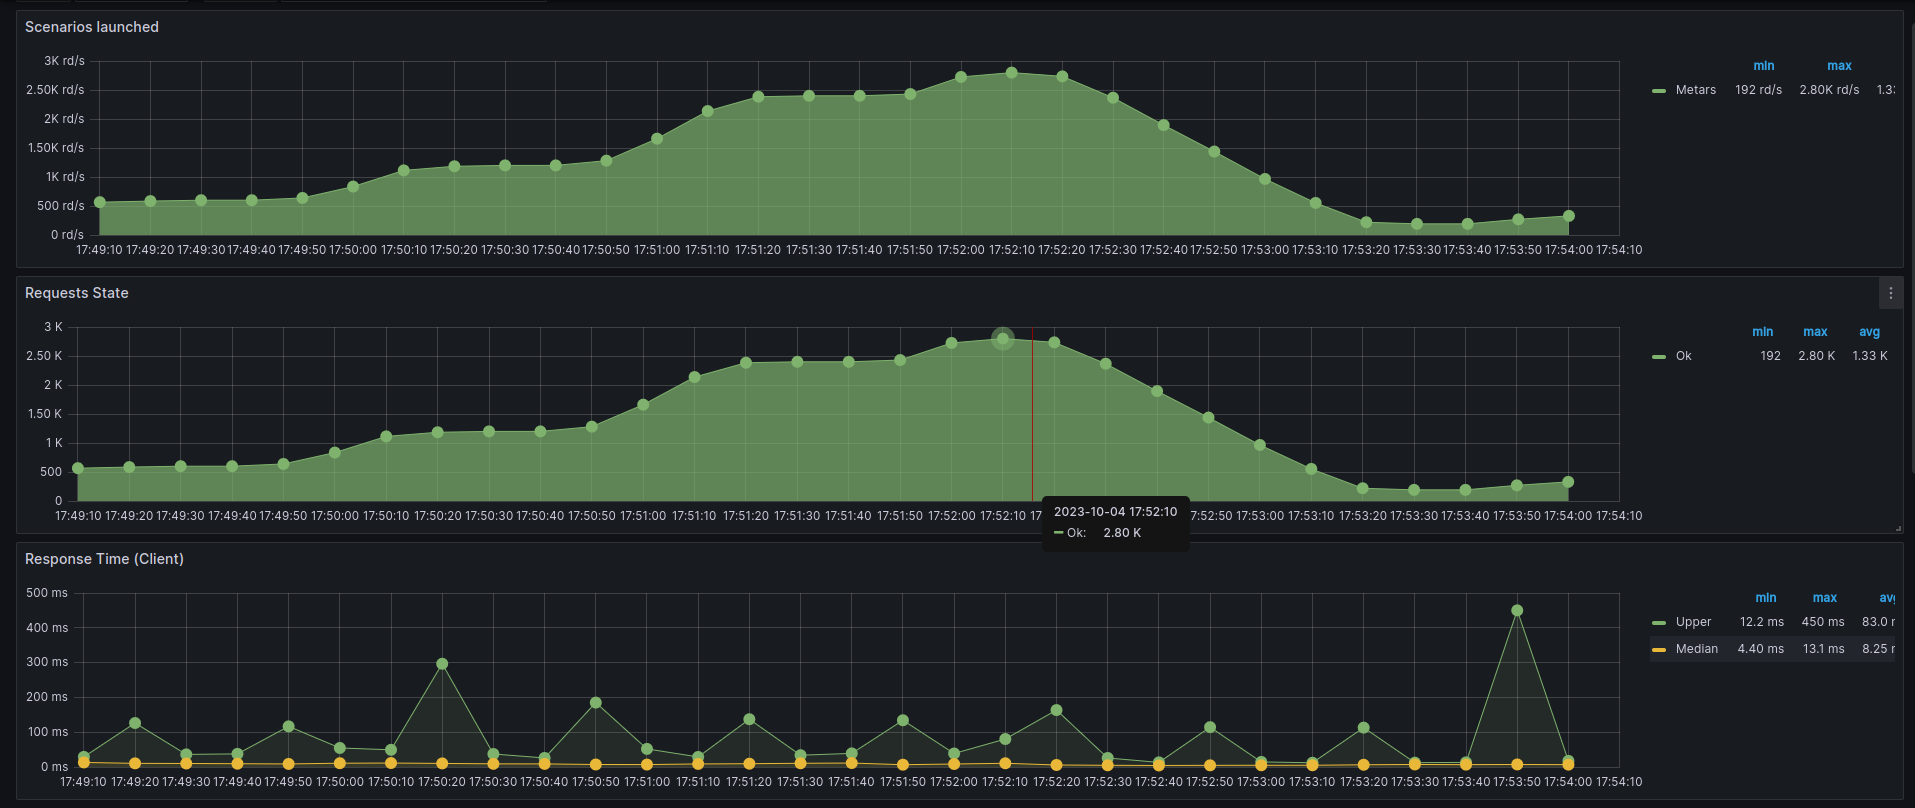 Scenarios launched
3K rd/s
2.50K rd/s
2K rd/s
1.50K rd/s
1K rd/s
500 rd/s
0 rd/s
17:49:10 17:49:20 17:49:30 17:49:40 17:49:50 17:50:00 17:50:10 17:50:20 17:50:30 17:50:40 17:50:50 17:51:00 17:51:10 17:51:20 17:51:30 17:51:40 17:51:50 17:52:00 17:52:10 17:52:20 17:52:30 17:52:40 17:52:50 17:53:00 17:53:10 17:53:20 17:53:30 17:53:40 17:53:50 17:54:00 17:54:10
min max
Metars 192 rd/s 2.80K rd/s 1.3
Requests State
3 K
2.50 K
2 K
1.50 K
1 K
500
0
17:49:10 17:49:20 17:49:30 17:49:40 17:49:50 17:50:00 17:50:10 17:50:20 17:50:30 17:50:40 17:50:50 17:51:00 17:51:10 17:51:20 17:51:30 17:51:40 17:51:50 17:52:00 17:52:10 17 :52:50 17:53:00 17:53:10 17:53:20 17:53:30 17:53:40 17:53:50 17:54:00 17:54:10
min max avg
Ok 192 2.80 K 1.33 K
2023-10-04 17:52:10
Ok: 2.80 K
Response Time (Client)
500 ms
400 ms
300 ms
200 ms
100 ms
0 ms
17:49:10 17:49:20 17:49:30 17:49:40 17:49:50 17:50:00 17:50:10 17:50:20 17:50:30 17:50:40 17:50:50 17:51:00 17:51:10 17:51:20 17:51:30 17:51:40 17:51:50 17:52:00 17:52:10 17:52:20 17:52:30 17:52:40 17:52:50 17:53:00 17:53:10 17:53:20 17:53:30 17:53:40 17:53:50 17:54:00 17:54:10
min max avg
Upper 12.2 ms 450 ms 83.0
Median 4.40 ms 13.1 ms 8.25